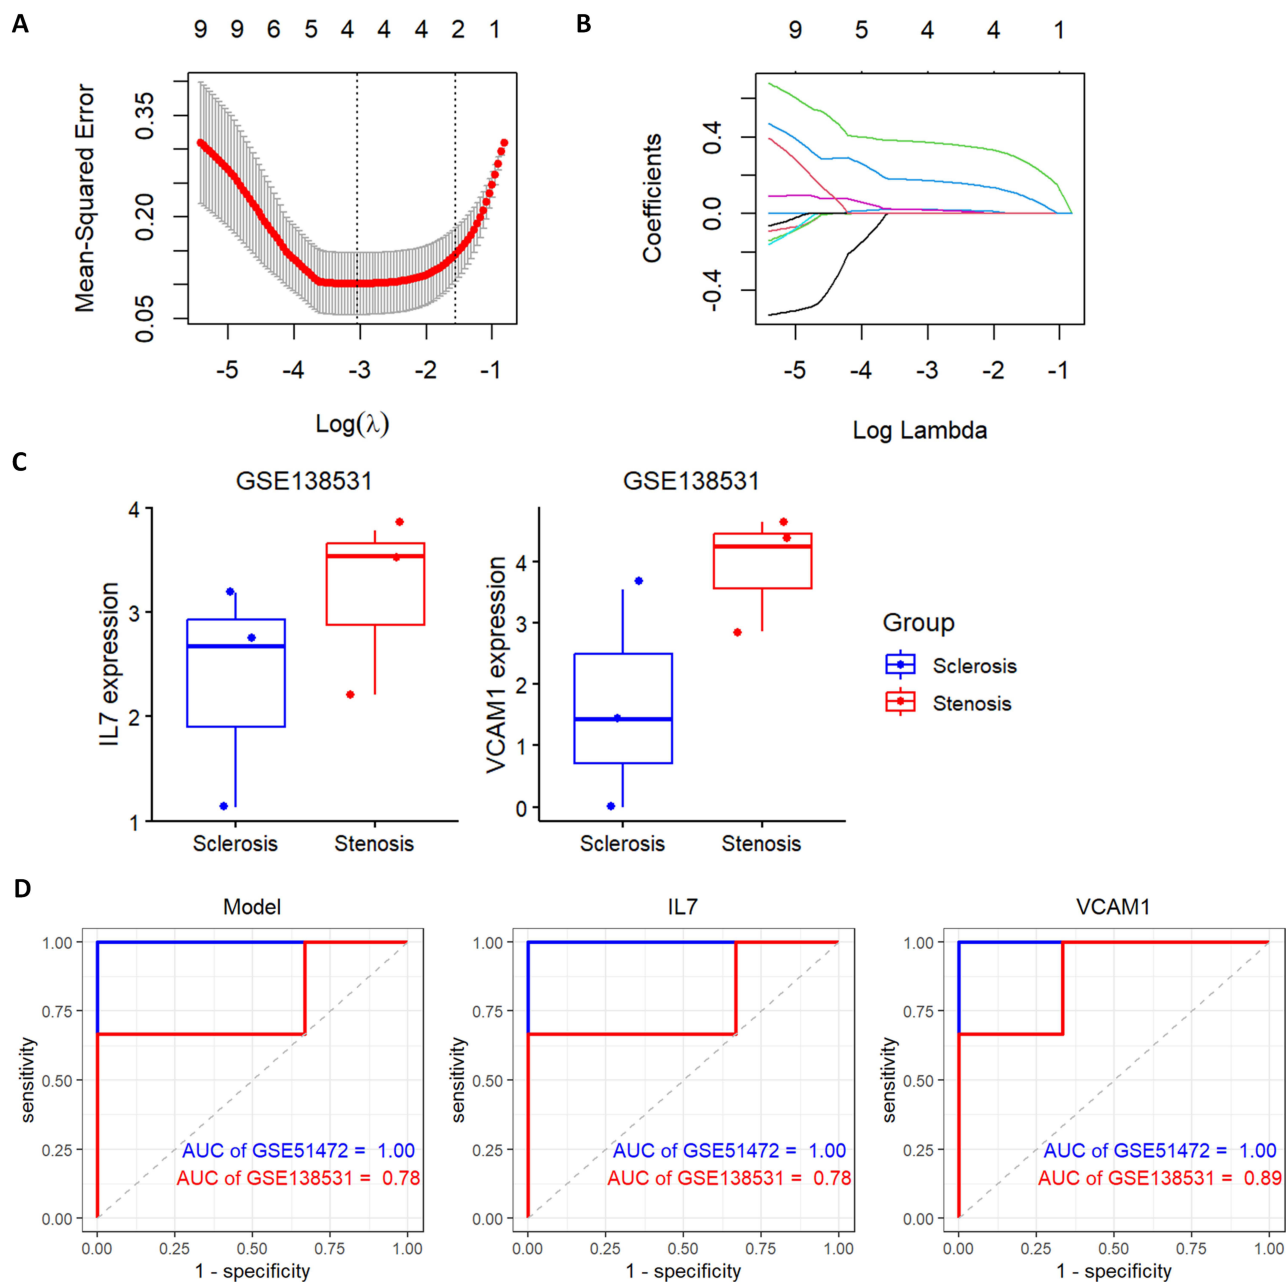 A
9 9 6 5 4 4 4 4 2 1
Mean-Squared Error
0.35
0.20
0.05
-5 -4 -3 -2 -1
Log(λ)
B
9 5 4 4 1
Coefficients
0.4
0.0
-0.4
-5 -4 -3 -2 -1
Log Lambda
C
GSE138531
IL7 expression
4
3
2
1
Sclerosis Stenosis
GSE138531
VCAM1 expression
4
3
2
1
0
Sclerosis Stenosis
Group
Sclerosis
Stenosis
D
Model
sensitivity
1.00
0.75
0.50
0.25
0.00
AUC of GSE51472 = 1.00
AUC of GSE138531 = 0.78
0.00 0.25 0.50 0.75 1.00
1 - specificity
IL7
sensitivity
1.00
0.75
0.50
0.25
0.00
AUC of GSE51472 = 1.00
AUC of GSE138531 = 0.78
0.00 0.25 0.50 0.75 1.00
1 - specificity
VCAM1
sensitivity
1.00
0.75
0.50
0.25
0.00
AUC of GSE51472 = 1.00
AUC of GSE138531 = 0.89
0.00 0.25 0.50 0.75 1.00
1 - specificity